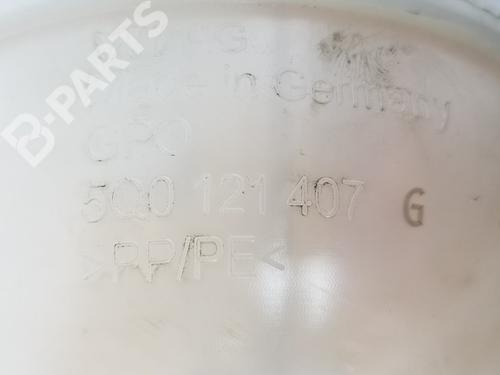 B-PARTS
Made in Germany
GPO
5Q0 121 407 G
>PP/PE<